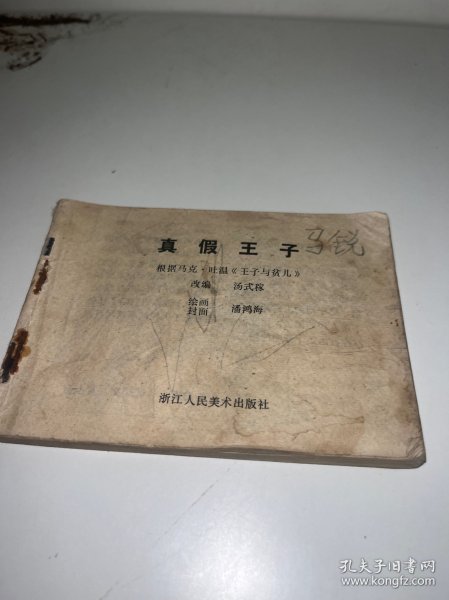 真假王子 马锐
根据马克·吐温《王子与贫儿》
改编 汤式稼
绘画
封面 潘鸿海
浙江人民美术出版社
孔夫子旧书网
www.kongfz.com